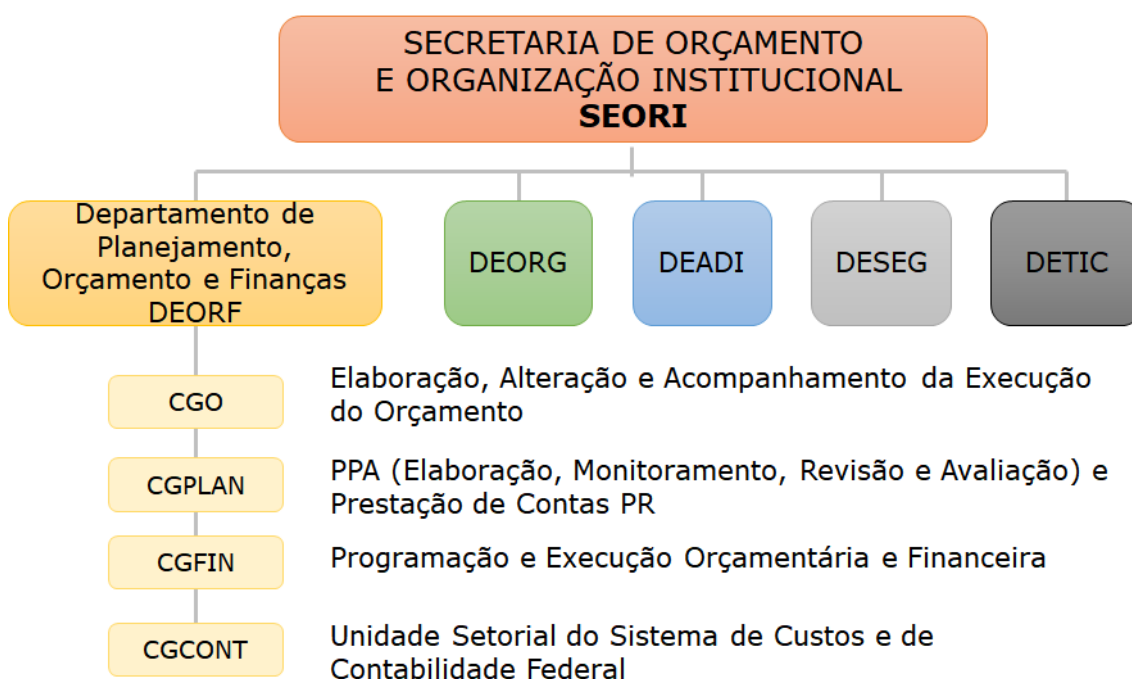 SECRETARIA DE ORÇAMENTO
E ORGANIZAÇÃO INSTITUCIONAL
SEORI
Departamento de
Planejamento,
Orçamento e Finanças
DEORF
DEORG
DEADI
DESEG
DETIC
CGO
Elaboração, Alteração e Acompanhamento da Execução
do Orçamento
CGPLAN
PPA (Elaboração, Monitoramento, Revisão e Avaliação) e
Prestação de Contas PR
CGFIN
Programação e Execução Orçamentária e Financeira
CGCONT
Unidade Setorial do Sistema de Custos e de
Contabilidade Federal